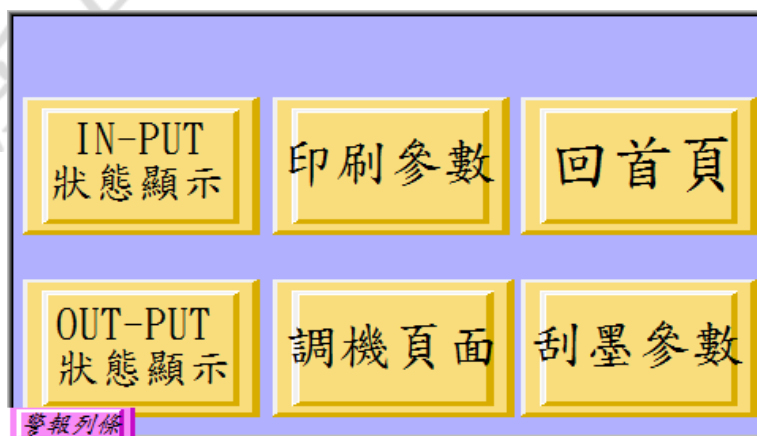 IN-PUT
狀態顯示
印刷參數
回首頁
OUT-PUT
狀態顯示
調機頁面
刮墨參數
警報列條